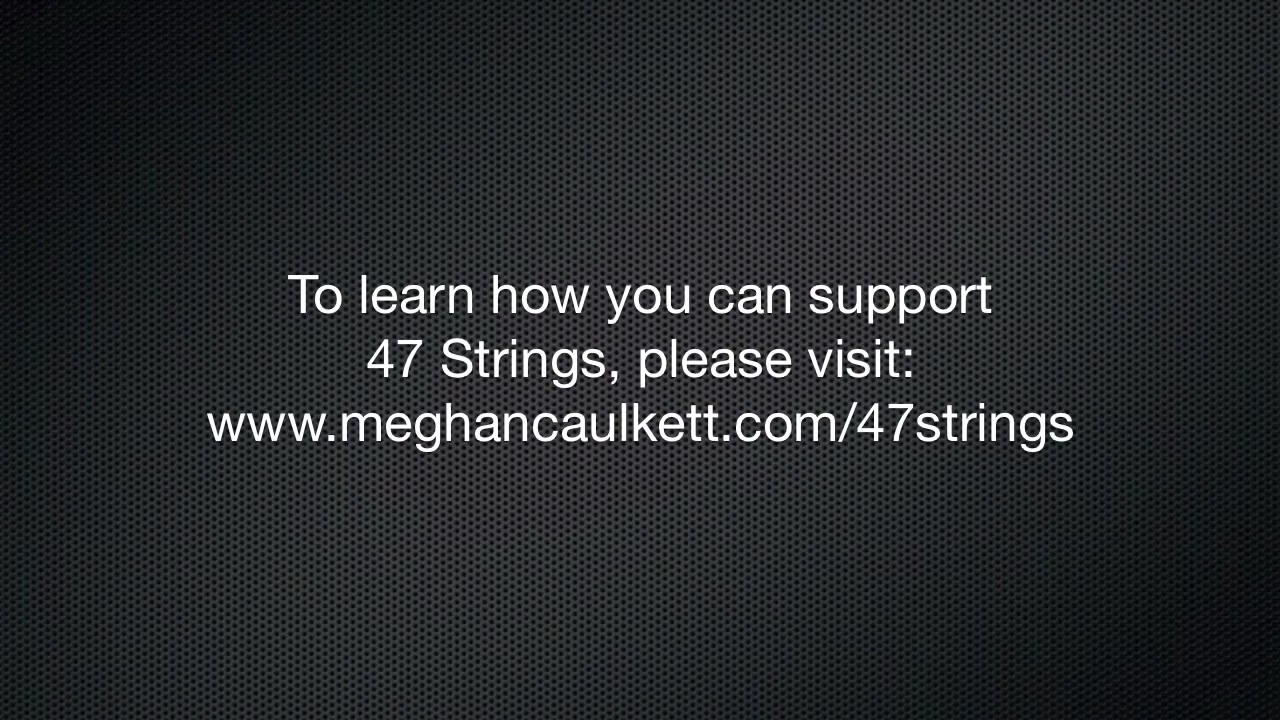 To learn how you can support
47 Strings, please visit:
www.meghancaulkett.com/47strings